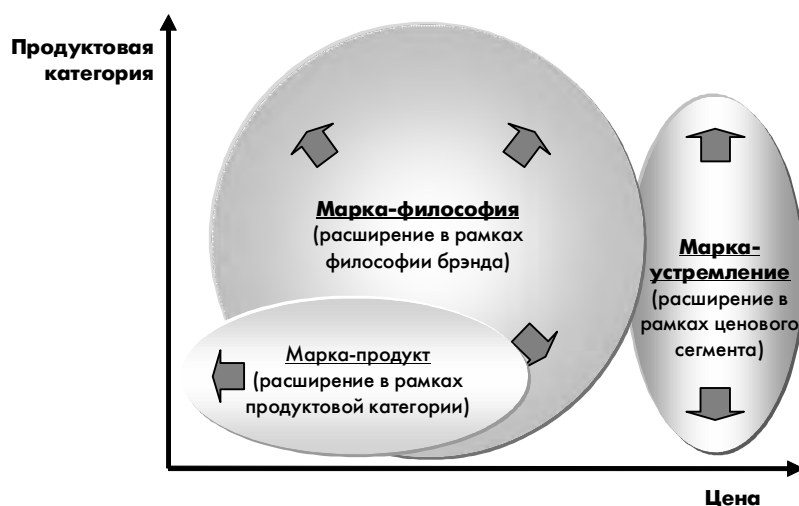 Продуктовая
категория
Марка-философия
(расширение в рамках
философии брэнда)
Марка-
устремление
(расширение в
рамках ценового
сегмента)
Марка-продукт
(расширение в рамках
продуктовой категории)
Цена